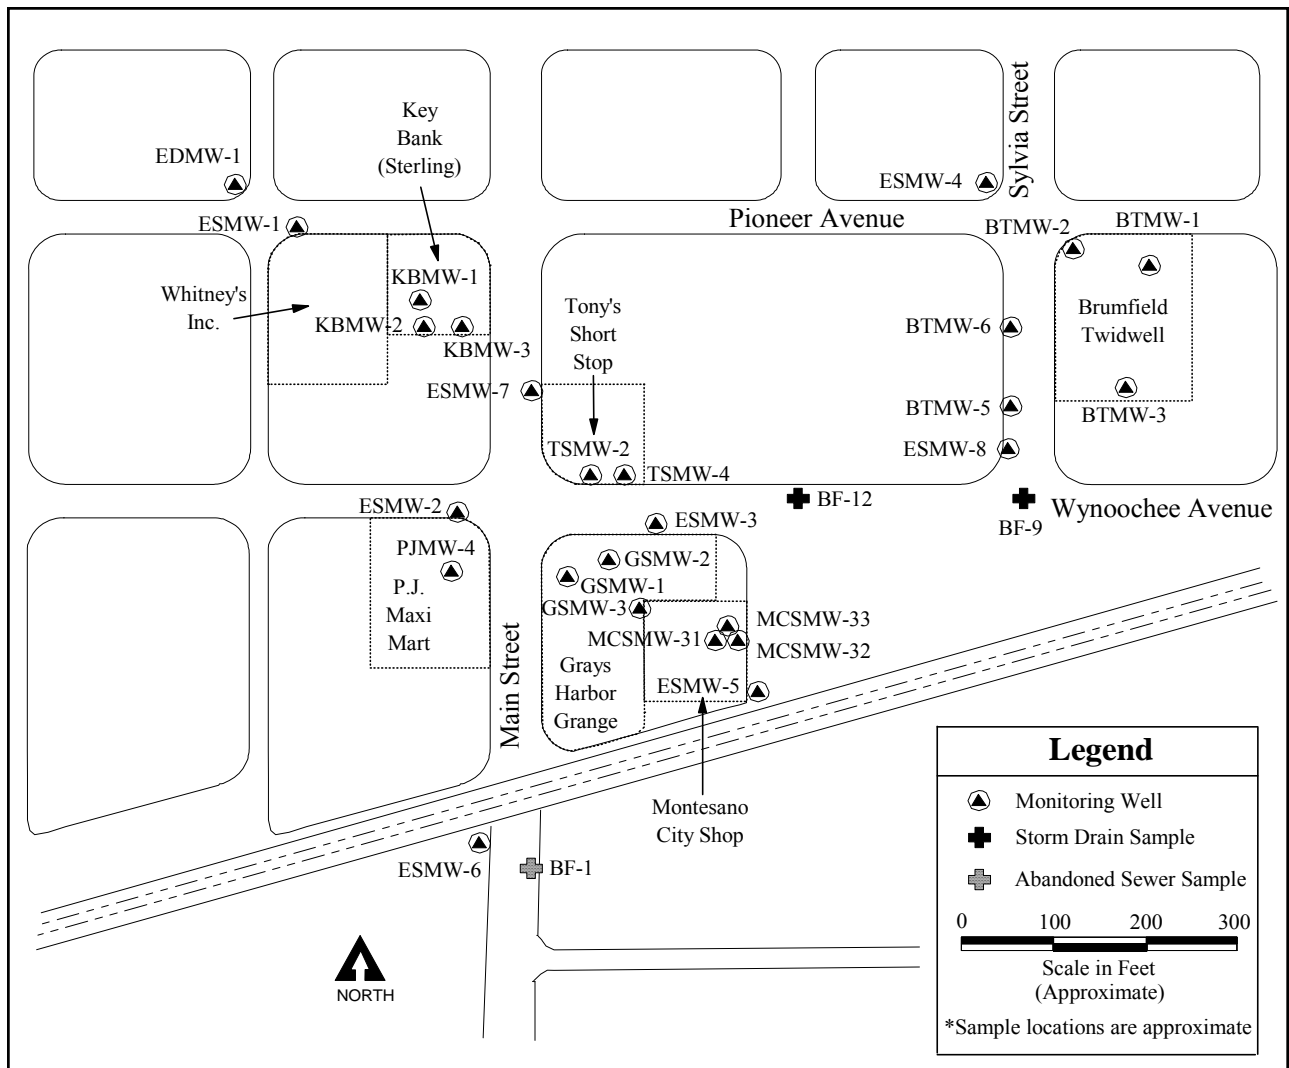 Key
Bank
(Sterling)
EDMW-1
ESMW-4
Sylvia Street
ESMW-1
Pioneer Avenue
BTMW-2
BTMW-1
KBMW-1
Whitney's
Inc.
KBMW-2
KBMW-3
Tony's
Short
Stop
BTMW-6
Brumfield
Twidwell
ESMW-7
BTMW-5
BTMW-3
TSMW-2
TSMW-4
ESMW-8
ESMW-2
BF-12
BF-9
Wynoochee Avenue
ESMW-3
PJMW-4
P.J.
Maxi
Mart
GSMW-2
GSMW-1
GSMW-3
MCSMW-33
MCSMW-31
MCSMW-32
Main Street
Grays
Harbor
Grange
ESMW-5
Montesano
City Shop
ESMW-6
BF-1
NORTH
Legend
Monitoring Well
Storm Drain Sample
Abandoned Sewer Sample
0 100 200 300
Scale in Feet
(Approximate)
*Sample locations are approximate